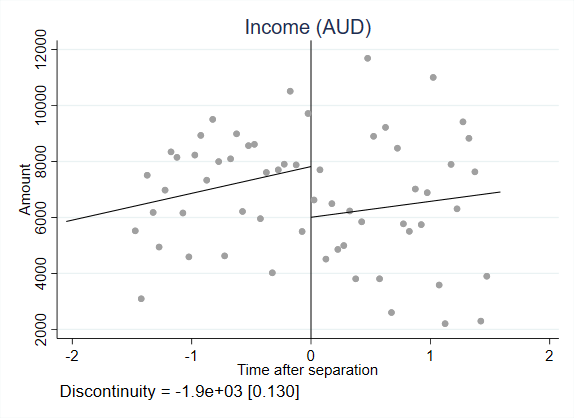 Income (AUD)
12000
10000
8000
6000
4000
2000
Amount
-2 -1 0 1 2
Time after separation
Discontinuity = -1.9e+03 [0.130]